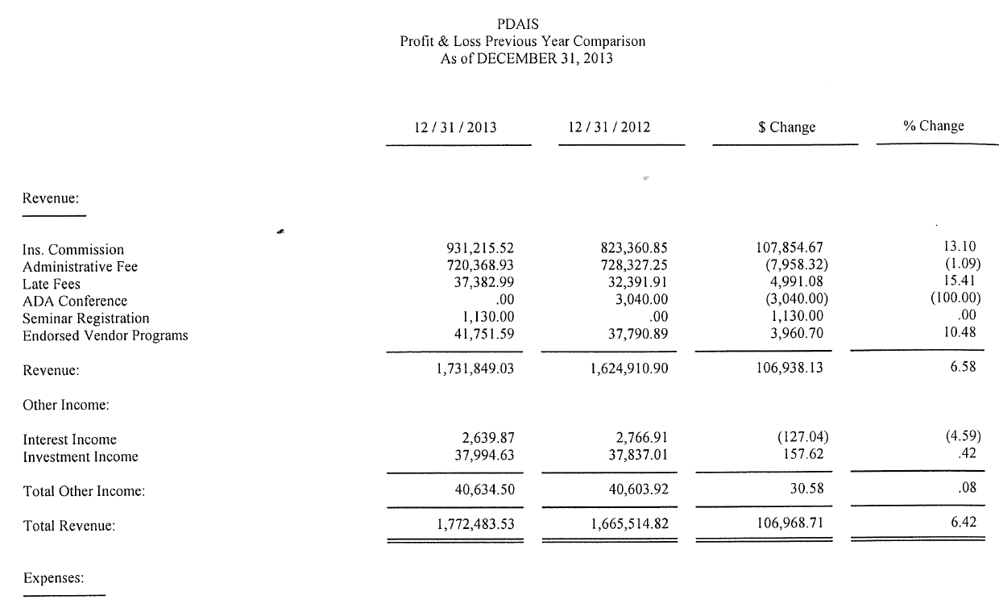 PDAIS
Profit & Loss Previous Year Comparison
As of DECEMBER 31, 2013
12 / 31 / 2013 12 / 31 / 2012 $ Change % Change
Revenue:
Ins. Commission 931,215.52 823,360.85 107,854.67 13.10
Administrative Fee 720,368.93 728,327.25 (7,958.32) (1.09)
Late Fees 37,382.99 32,391.91 4,991.08 15.41
ADA Conference .00 3,040.00 (3,040.00) (100.00)
Seminar Registration 1,130.00 .00 1,130.00 .00
Endorsed Vendor Programs 41,751.59 37,790.89 3,960.70 10.48
Revenue: 1,731,849.03 1,624,910.90 106,938.13 6.58
Other Income:
Interest Income 2,639.87 2,766.91 (127.04) (4.59)
Investment Income 37,994.63 37,837.01 157.62 .42
Total Other Income: 40,634.50 40,603.92 30.58 .08
Total Revenue: 1,772,483.53 1,665,514.82 106,968.71 6.42
Expenses: